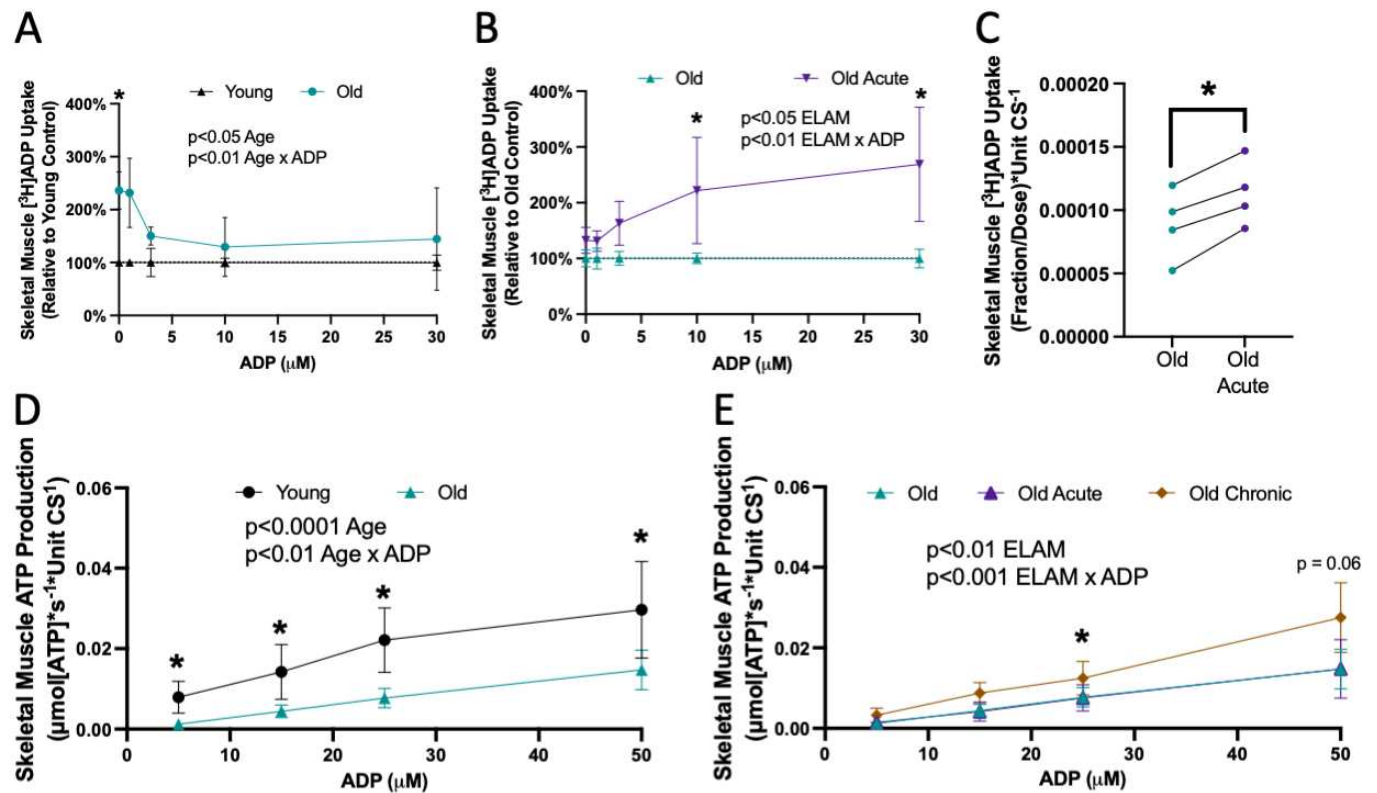 A
Skeletal Muscle [³H]ADP Uptake
(Relative to Young Control)
Young
Old
*
p<0.05 Age
p<0.01 Age x ADP
400%
300%
200%
100%
0%
0 5 10 15 20 25 30
ADP (μM)
B
Skeletal Muscle [³H]ADP Uptake
(Relative to Old Control)
Old
Old Acute
p<0.05 ELAM
p<0.01 ELAM x ADP
* *
400%
300%
200%
100%
0%
0 5 10 15 20 25 30
ADP (μM)
C
Skeletal Muscle [³H]ADP Uptake
(Fraction/Dose)*Unit CS⁻¹
*
0.00020
0.00015
0.00010
0.00005
0.00000
Old
Old
Acute
D
Skeletal Muscle ATP Production
(μmol[ATP]*s⁻¹*Unit CS¹)
Young
Old
p<0.0001 Age
p<0.01 Age x ADP
* * * *
0.06
0.04
0.02
0.00
0 10 20 30 40 50
ADP (μM)
E
Skeletal Muscle ATP Production
(μmol[ATP]*s⁻¹*Unit CS¹)
Old
Old Acute
Old Chronic
p<0.01 ELAM
p<0.001 ELAM x ADP
*
p = 0.06
0.06
0.04
0.02
0.00
0 10 20 30 40 50
ADP (μM)